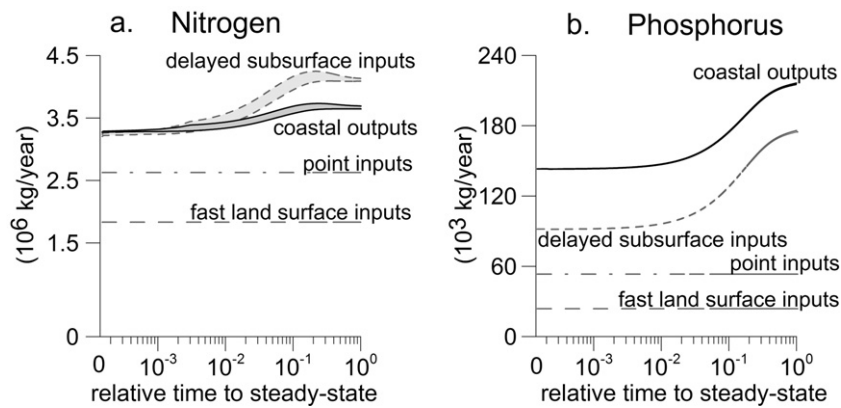 a. Nitrogen
4.5
3.5
2.5
1.5
0
(10⁶ kg/year)
delayed subsurface inputs
coastal outputs
point inputs
fast land surface inputs
0 10⁻³ 10⁻² 10⁻¹ 10⁰
relative time to steady-state
b. Phosphorus
240
180
120
60
0
(10³ kg/year)
coastal outputs
delayed subsurface inputs
point inputs
fast land surface inputs
0 10⁻³ 10⁻² 10⁻¹ 10⁰
relative time to steady-state